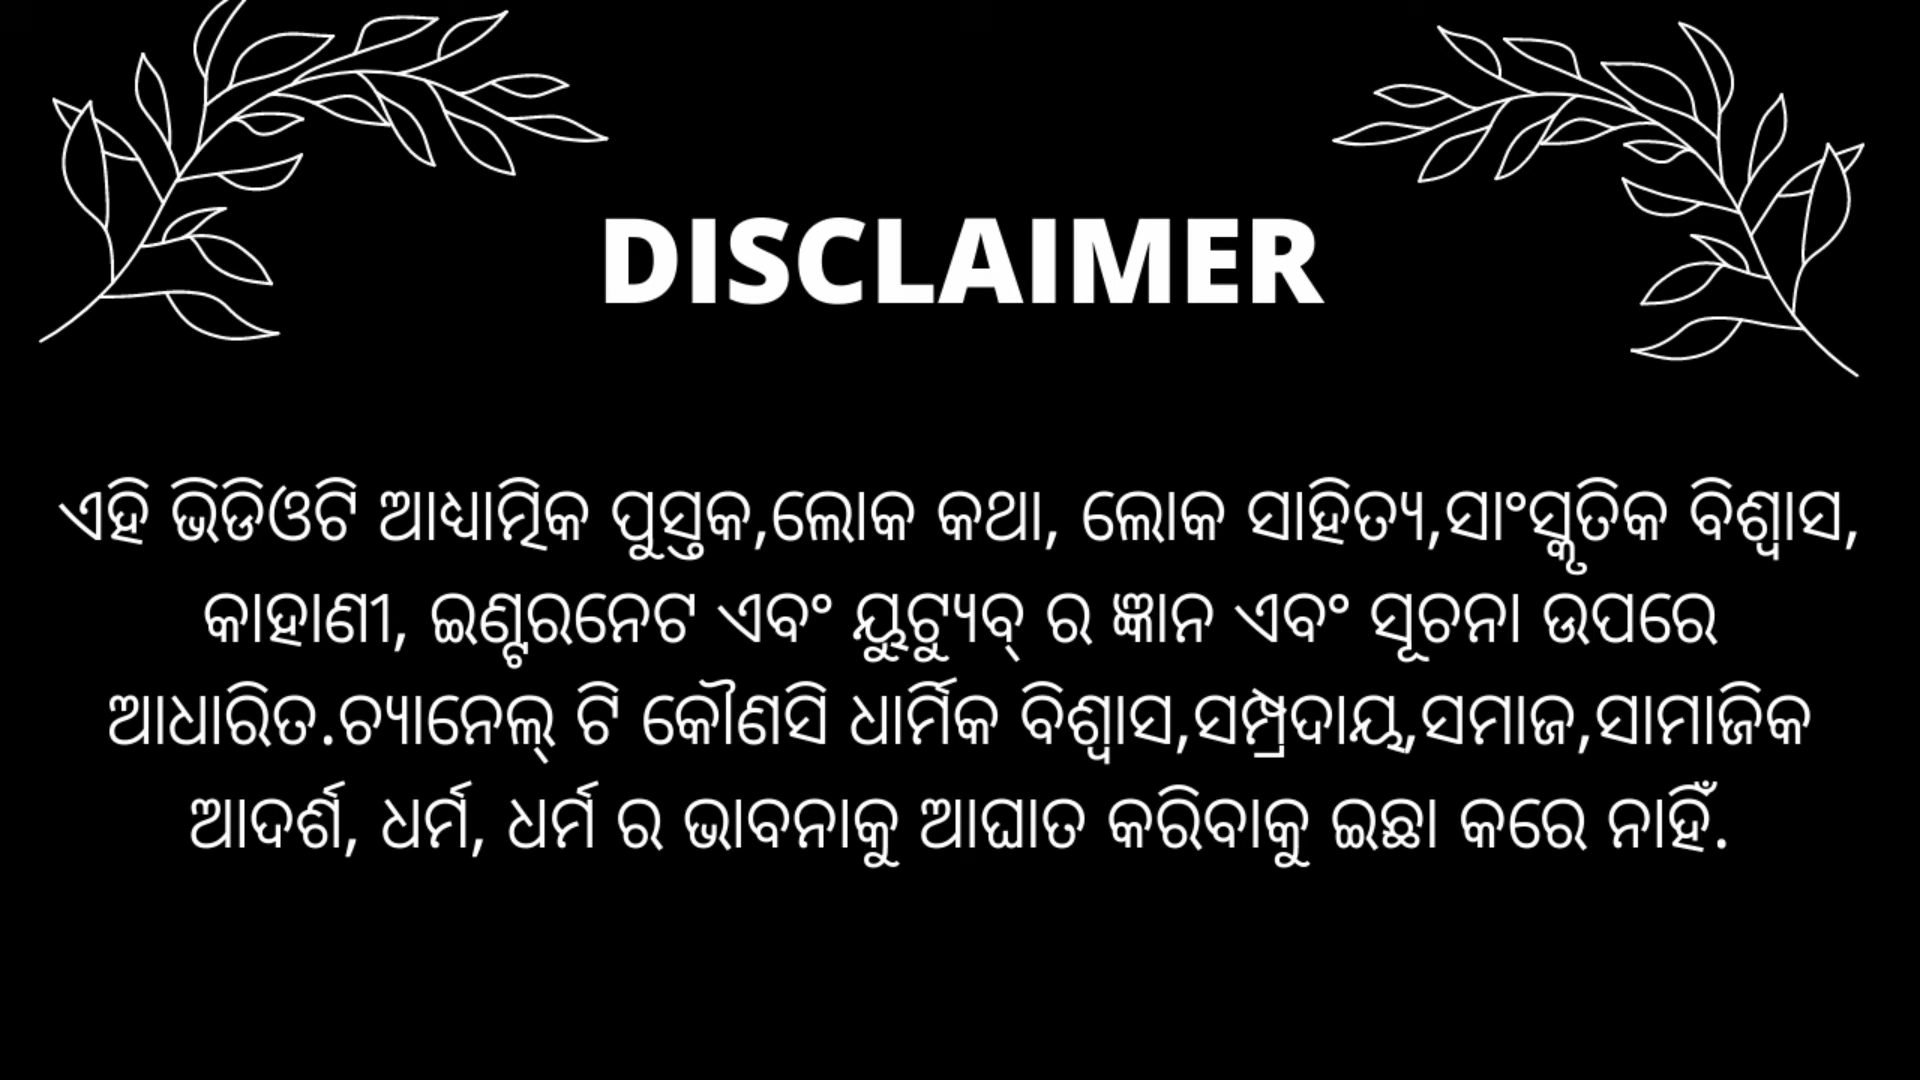 DISCLAIMER
ଏହି ଭିଡିଓଟି ଆଧ୍ୟାତ୍ମିକ ପୁସ୍ତକ,ଲୋକ କଥା, ଲୋକ ସାହିତ୍ୟ,ସାଂସ୍କୃତିକ ବିଶ୍ୱାସ,
କାହାଣୀ, ଇଣ୍ଟରନେଟ ଏବଂ ୟୁଟ୍ୟୁବ୍ ର ଜ୍ଞାନ ଏବଂ ସୂଚନା ଉପରେ
ଆଧାରିତ.ଚ୍ୟାନେଲ୍ ଟି କୌଣସି ଧାର୍ମିକ ବିଶ୍ୱାସ,ସମ୍ପ୍ରଦାୟ,ସମାଜ,ସାମାଜିକ
ଆଦର୍ଶ, ଧର୍ମ, ଧର୍ମ ର ଭାବନାକୁ ଆଘାତ କରିବାକୁ ଇଛା କରେ ନାହିଁ.